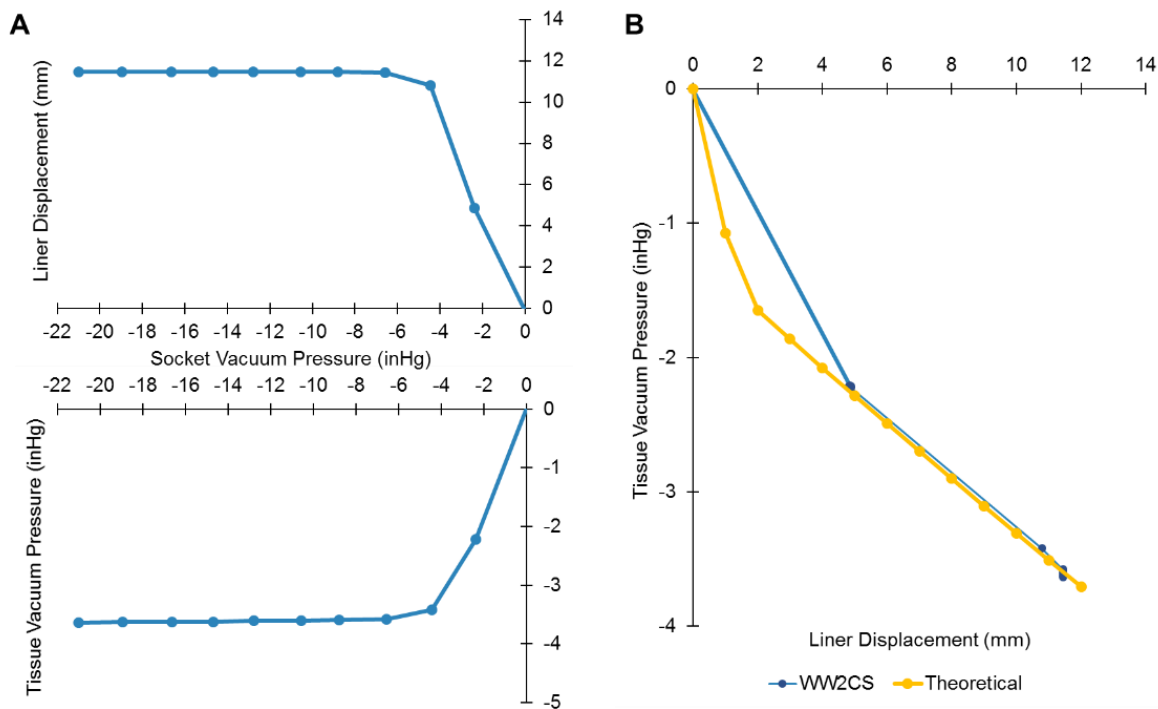 A
14
12
10
8
6
4
2
0
Liner Displacement (mm)
-22 -20 -18 -16 -14 -12 -10 -8 -6 -4 -2 0
Socket Vacuum Pressure (inHg)
-22 -20 -18 -16 -14 -12 -10 -8 -6 -4 -2 0
0
-1
-2
-3
-4
-5
Tissue Vacuum Pressure (inHg)
B
0 2 4 6 8 10 12 14
0
-1
-2
-3
-4
Tissue Vacuum Pressure (inHg)
Liner Displacement (mm)
WW2CS Theoretical